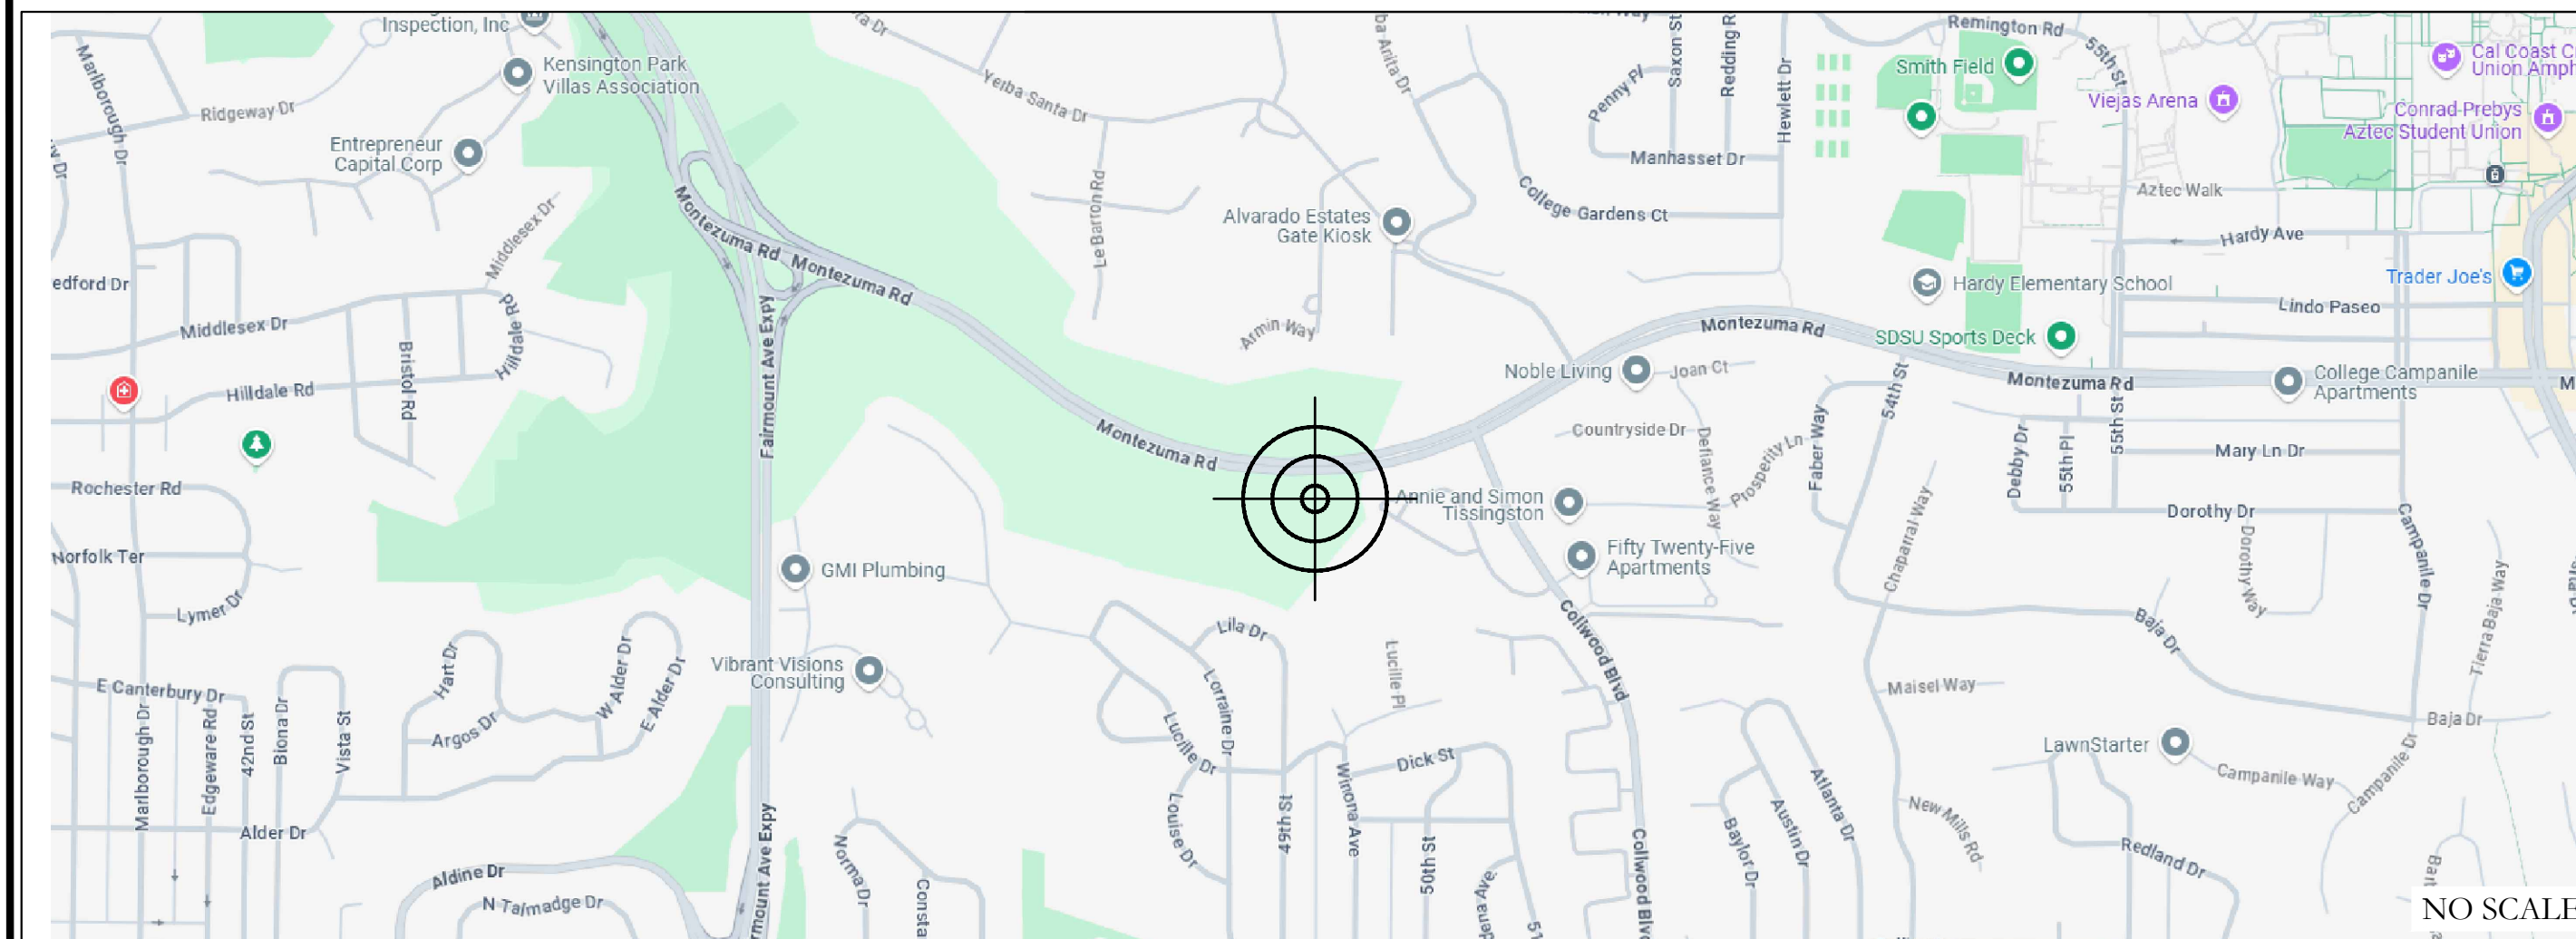 Inspection, Inc
Kensington Park
Villas Association
Ridgeway Dr
Marlborough Dr
Entrepreneur
Capital Corp
Middlesex Dr
Montezuma Rd
Montezuma Rd
Yerba Santa Dr
Le Barron Rd
Alvarado Estates
Gate Kiosk
Armin Way
Penny Pl
Saxon St
Hewlett Dr
Manhasset Dr
College Gardens Ct
Remington Rd
55th St
Smith Field
Viejas Arena
Cal Coast C
Union Amph
Conrad Prebys
Aztec Student Union
Aztec Walk
Hardy Ave
Trader Joe's
Hardy Elementary School
Lindo Paseo
SDSU Sports Deck
Montezuma Rd
Montezuma Rd
College Campanile
Apartments
edford Dr
Middlesex Dr
Hilldale Rd
Bristol Rd
Hilldale Rd
Fairmount Ave Expy
Montezuma Rd
Noble Living
Joan Ct
Countryside Dr
Defiance Way
Prosperity Ln
Faber Way
54th St
Debby Dr
55th Pl
55th St
Mary Ln Dr
Dorothy Dr
Dorothy Way
Campanile Dr
Rochester Rd
Norfolk Ter
Lymer Dr
GMI Plumbing
Annie and Simon
Tissingston
Fifty Twenty-Five
Apartments
Chaparral Way
Baja Dr
Tierra Baja Way
Baja Dr
Hart Dr
Argos Dr
W Alder Dr
E Alder Dr
Vibrant Visions
Consulting
Lila Dr
Lorraine Dr
Lucille Dr
Lucille Pl
Collwood Blvd
Maisel Way
E Canterbury Dr
Marlborough Dr
Edgeware Rd
42nd St
Biona Dr
Vista St
Alder Dr
Louise Dr
49th St
Winona Ave
Dick St
50th St
Baylor Dr
Austin Dr
Atlanta Dr
New Mills Rd
LawnStarter
Campanile Way
Campanile Dr
Redland Dr
Aldine Dr
N Talmadge Dr
Norma Dr
Consta
51
NO SCALE